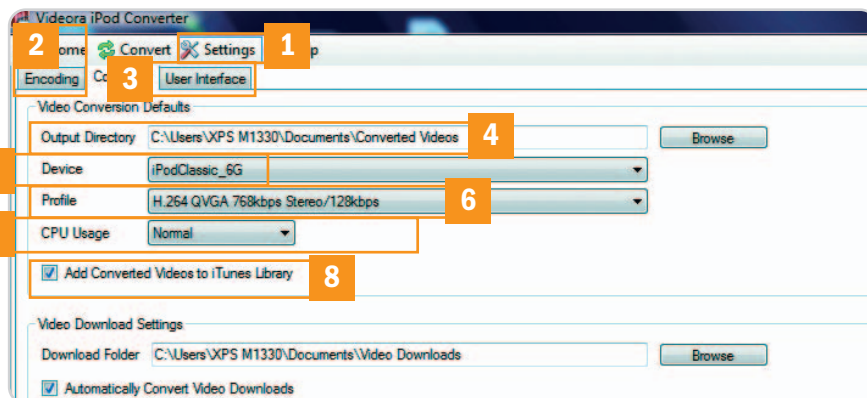 Videora iPod Converter
2 ome Convert Settings 1 p
Encoding Co 3 User Interface
Video Conversion Defaults
Output Directory C:\Users\XPS M1330\Documents\Converted Videos 4 Browse
Device iPodClassic_6G
Profile H.264 QVGA 768kbps Stereo/128kbps 6
CPU Usage Normal
Add Converted Videos to iTunes Library 8
Video Download Settings
Download Folder C:\Users\XPS M1330\Documents\Video Downloads Browse
Automatically Convert Video Downloads